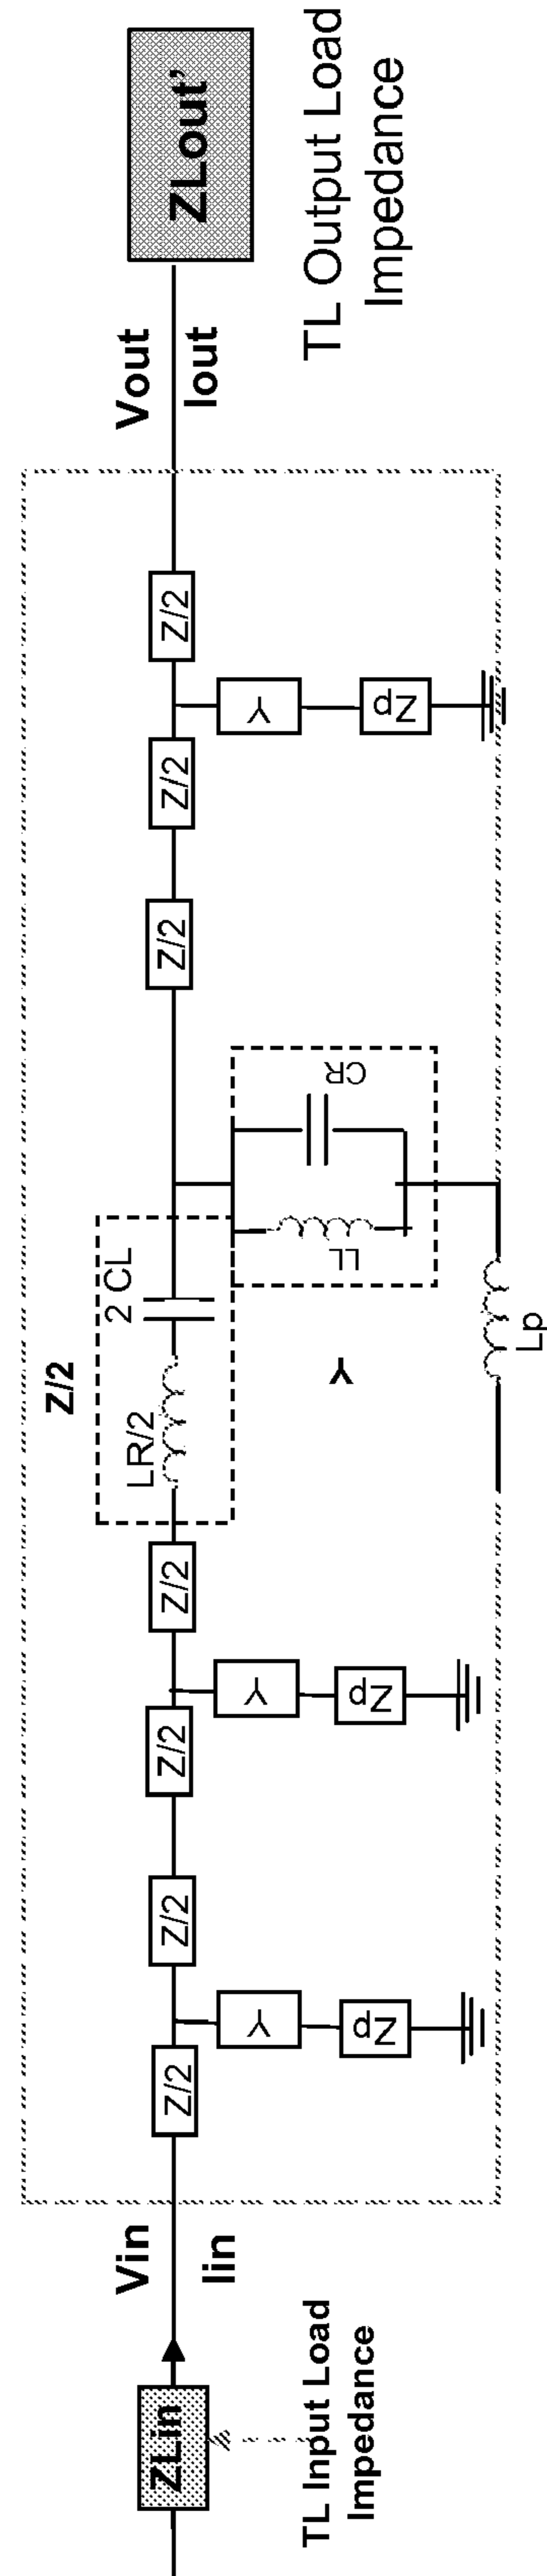 ZLin
TL Input Load
Impedance
Vin
Iin
Z/2
Y
Zp
Z/2
Z/2
Y
Zp
Z/2
Z/2
LR/2
2 CL
Y
LL
CR
Lp
Z/2
Z/2
Y
Zp
Z/2
Vout
Iout
ZLout'
TL Output Load
Impedance